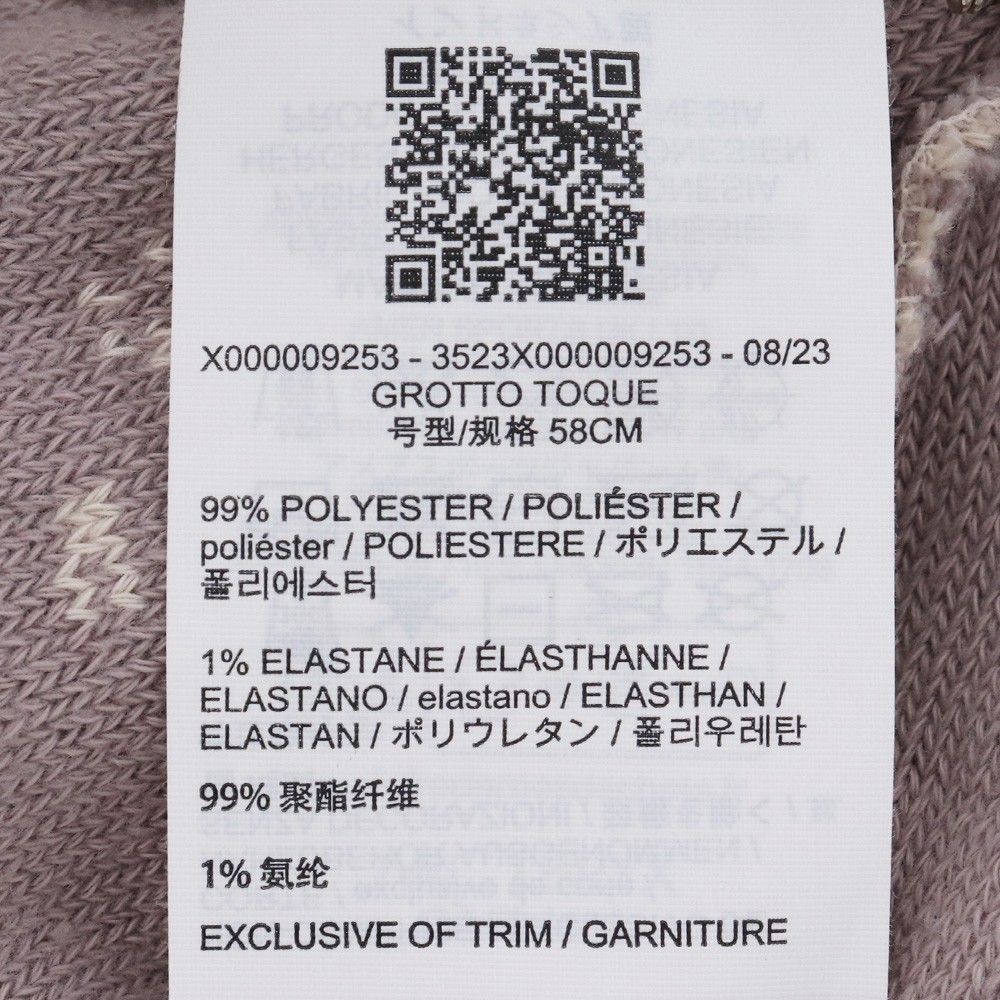 X000009253 - 3523X000009253 - 08/23
GROTTO TOQUE
号型/规格 58CM
99% POLYESTER / POLIÉSTER /
poliéster / POLIESTERE / ポリエステル /
폴리에스터
1% ELASTANE / ÉLASTHANNE /
ELASTANO / elastano / ELASTHAN /
ELASTAN / ポリウレタン / 폴리우레탄
99% 聚酯纤维
1% 氨纶
EXCLUSIVE OF TRIM / GARNITURE